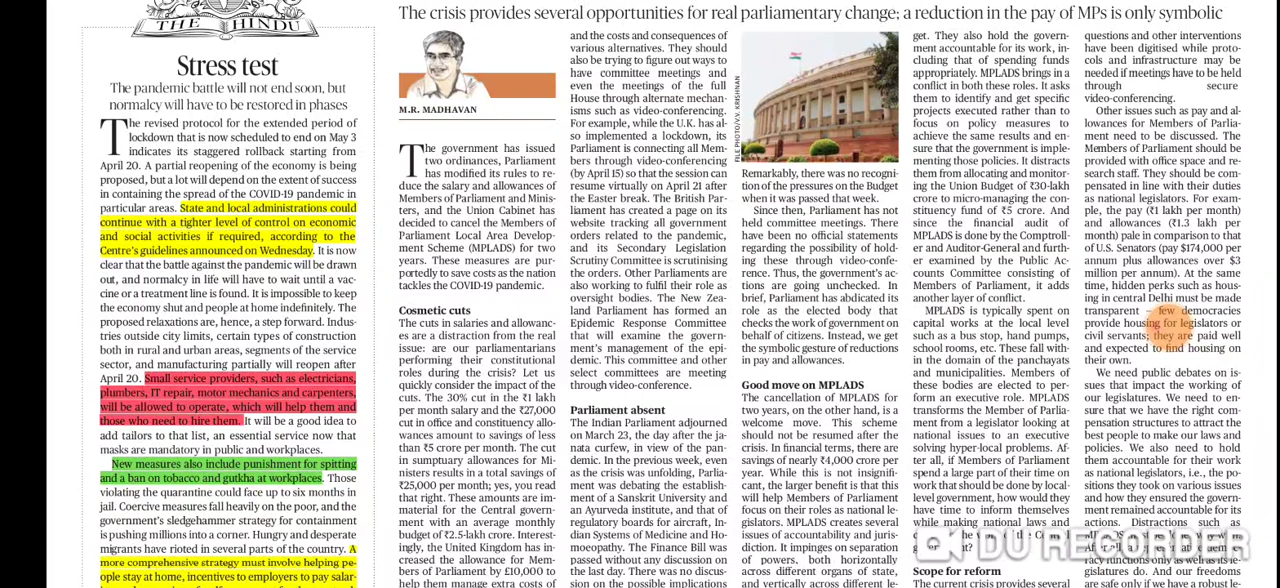 THE HINDU
Stress test
The pandemic battle will not end soon, but
normalcy will have to be restored in phases
The revised protocol for the extended period of
lockdown that is now scheduled to end on May 3
indicates its staggered rollback starting from
April 20. A partial reopening of the economy is being
proposed, but a lot will depend on the extent of success
in containing the spread of the COVID-19 pandemic in
particular areas. State and local administrations could
continue with a tighter level of control on economic
and social activities if required, according to the
Centre's guidelines announced on Wednesday. It is now
clear that the battle against the pandemic will be drawn
out, and normalcy in life will have to wait until a vac-
cine or a treatment line is found. It is impossible to keep
the economy shut and people at home indefinitely. The
proposed relaxations are, hence, a step forward. Indus-
tries outside city limits, certain types of construction
both in rural and urban areas, segments of the service
sector, and manufacturing partially will reopen after
April 20. Small service providers, such as electricians,
plumbers, IT repair, motor mechanics and carpenters,
will be allowed to operate, which will help them and
those who need to hire them. It will be a good idea to
add tailors to that list, an essential service now that
masks are mandatory in public and workplaces.
New measures also include punishment for spitting
and a ban on tobacco and gutkha at workplaces. Those
violating the quarantine could face up to six months in
jail. Coercive measures fall heavily on the poor, and the
government's sledgehammer strategy for containment
is pushing millions into a corner. Hungry and desperate
migrants have rioted in several parts of the country. A
more comprehensive strategy must involve helping pe-
ople stay at home, incentives to employers to pay salar-
The crisis provides several opportunities for real parliamentary change; a reduction in the pay of MPs is only symbolic
M.R. MADHAVAN
The government has issued
two ordinances, Parliament
has modified its rules to re-
duce the salary and allowances of
Members of Parliament and Minis-
ters, and the Union Cabinet has
decided to cancel the Members of
Parliament Local Area Develop-
ment Scheme (MPLADS) for two
years. These measures are pur-
portedly to save costs as the nation
tackles the COVID-19 pandemic.
Cosmetic cuts
The cuts in salaries and allowanc-
es are a distraction from the real
issue: are our parliamentarians
performing their constitutional
roles during the crisis? Let us
quickly consider the impact of the
cuts. The 30% cut in the ₹1 lakh
per month salary and the ₹27,000
cut in office and constituency allo-
wances amount to savings of less
than ₹5 crore per month. The cut
in sumptuary allowances for Mi-
nisters results in a total savings of
₹25,000 per month; yes, you read
that right. These amounts are im-
material for the Central govern-
ment with an average monthly
budget of ₹2.5-lakh crore. Interest-
ingly, the United Kingdom has in-
creased the allowance for Mem-
bers of Parliament by £10,000 to
help them manage extra costs of
and the costs and consequences of
various alternatives. They should
also be trying to figure out ways to
have committee meetings and
even the meetings of the full
House through alternate mechan-
isms such as video-conferencing.
For example, while the U.K. has al-
so implemented a lockdown, its
Parliament is connecting all Mem-
bers through video-conferencing
(by April 15) so that the session can
resume virtually on April 21 after
the Easter break. The British Par-
liament has created a page on its
website tracking all government
orders related to the pandemic,
and its Secondary Legislation
Scrutiny Committee is scrutinising
the orders. Other Parliaments are
also working to fulfil their role as
oversight bodies. The New Zea-
land Parliament has formed an
Epidemic Response Committee
that will examine the govern-
ment's management of the epi-
demic. This committee and other
select committees are meeting
through video-conference.
Parliament absent
The Indian Parliament adjourned
on March 23, the day after the ja-
nata curfew, in view of the pan-
demic. In the previous week, even
as the crisis was unfolding, Parlia-
ment was debating the establish-
ment of a Sanskrit University and
an Ayurveda institute, and that of
regulatory boards for aircraft, In-
dian Systems of Medicine and Ho-
moeopathy. The Finance Bill was
passed without any discussion on
the last day. There was no discus-
sion on the possible implications
FILE PHOTO/V.V. KRISHNAN
Remarkably, there was no recogni-
tion of the pressures on the Budget
when it was passed that week.
Since then, Parliament has not
held committee meetings. There
have been no official statements
regarding the possibility of hold-
ing these through video-confe-
rence. Thus, the government's ac-
tions are going unchecked. In
brief, Parliament has abdicated its
role as the elected body that
checks the work of government on
behalf of citizens. Instead, we get
the symbolic gesture of reductions
in pay and allowances.
Good move on MPLADS
The cancellation of MPLADS for
two years, on the other hand, is a
welcome move. This scheme
should not be resumed after the
crisis. In financial terms, there are
savings of nearly ₹4,000 crore per
year. While this is not insignifi-
cant, the larger benefit is that this
will help Members of Parliament
focus on their roles as national le-
gislators. MPLADS creates several
issues of accountability and juris-
diction. It impinges on separation
of powers, both horizontally
across different organs of state,
and vertically across different le-
get. They also hold the govern-
ment accountable for its work, in-
cluding that of spending funds
appropriately. MPLADS brings in a
conflict in both these roles. It asks
them to identify and get specific
projects executed rather than to
focus on policy measures to
achieve the same results and en-
sure that the government is imple-
menting those policies. It distracts
them from allocating and monitor-
ing the Union Budget of ₹30-lakh
crore to micro-managing the con-
stituency fund of ₹5 crore. And
since the financial audit of
MPLADS is done by the Comptroll-
er and Auditor-General and furth-
er examined by the Public Ac-
counts Committee consisting of
Members of Parliament, it adds
another layer of conflict.
MPLADS is typically spent on
capital works at the local level
such as a bus stop, hand pumps,
school rooms, etc. These fall with-
in the domain of the panchayats
and municipalities. Members of
these bodies are elected to per-
form an executive role. MPLADS
transforms the Member of Parlia-
ment from a legislator looking at
national issues to an executive
solving hyper-local problems. Af-
ter all, if Members of Parliament
spend a large part of their time on
work that should be done by local-
level government, how would they
have time to inform themselves
while making national laws and
Scope for reform
The current crisis provides several
questions and other interventions
have been digitised while proto-
cols and infrastructure may be
needed if meetings have to be held
through secure
video-conferencing.
Other issues such as pay and al-
lowances for Members of Parlia-
ment need to be discussed. The
Members of Parliament should be
provided with office space and re-
search staff. They should be com-
pensated in line with their duties
as national legislators. For exam-
ple, the pay (₹1 lakh per month)
and allowances (₹1.3 lakh per
month) pale in comparison to that
of U.S. Senators (pay $174,000 per
annum plus allowances over $3
million per annum). At the same
time, hidden perks such as hous-
ing in central Delhi must be made
transparent – few democracies
provide housing for legislators or
civil servants; they are paid well
and expected to find housing on
their own.
We need public debates on is-
sues that impact the working of
our legislatures. We need to en-
sure that we have the right com-
pensation structures to attract the
best people to make our laws and
policies. We also need to hold
them accountable for their work
as national legislators, i.e., the po-
sitions they took on various issues
and how they ensured the govern-
ment remained accountable for its
actions. Distractions such as
gislators do. And our freedoms
are safe only if we have a robust le-
DU RECORDER